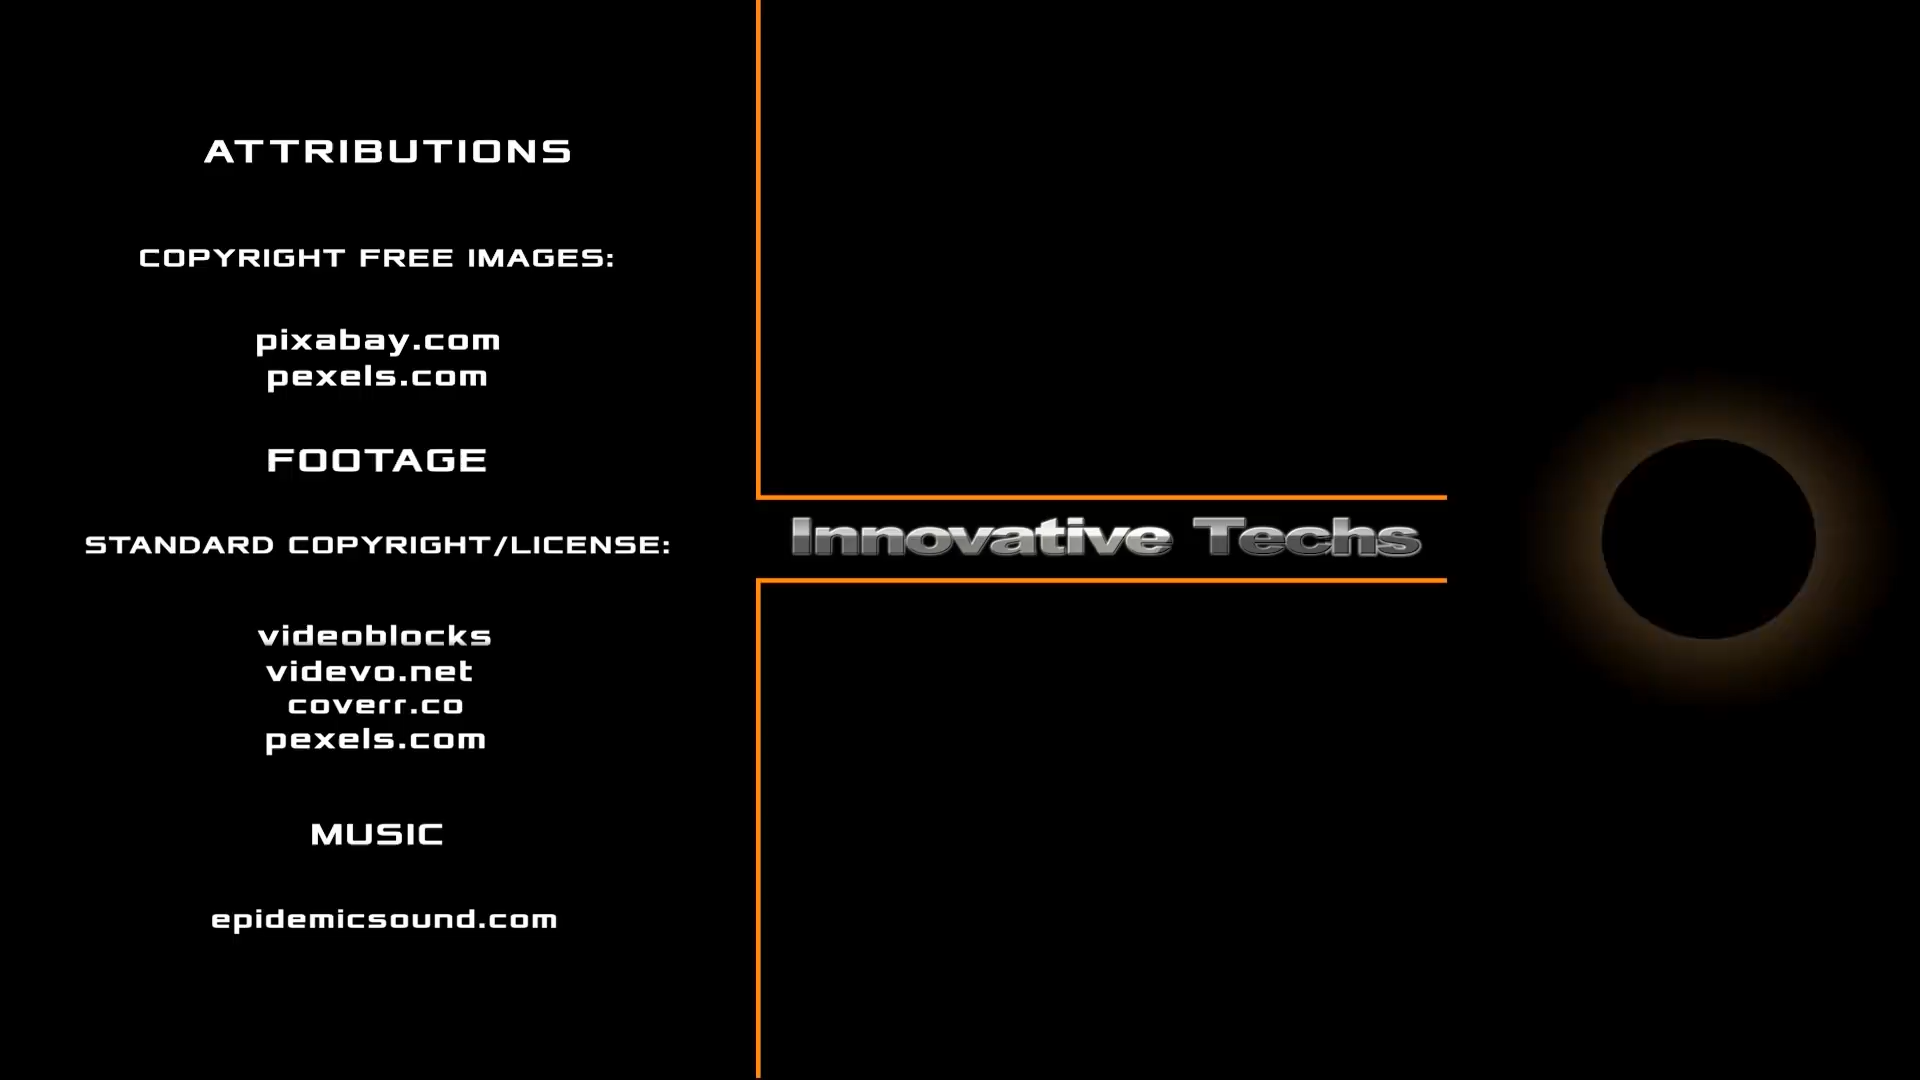 ATTRIBUTIONS
COPYRIGHT FREE IMAGES:
pixabay.com
pexels.com
FOOTAGE
STANDARD COPYRIGHT/LICENSE:
videoblocks
videvo.net
coverr.co
pexels.com
MUSIC
epidemicsound.com
Innovative Techs